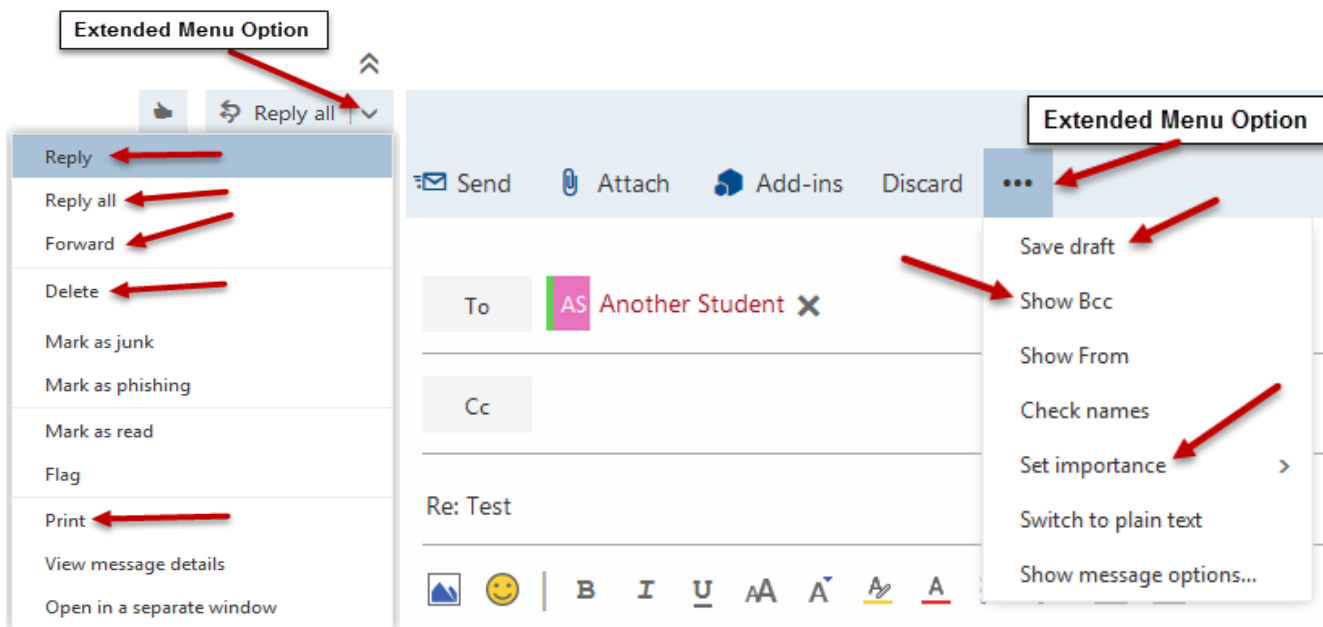 Extended Menu Option
Reply all
Reply
Reply all
Forward
Delete
Mark as junk
Mark as phishing
Mark as read
Flag
Print
View message details
Open in a separate window
Extended Menu Option
Send Attach Add-ins Discard •••
To AS Another Student
Cc
Re: Test
B I U AA A A A
Save draft
Show Bcc
Show From
Check names
Set importance
Switch to plain text
Show message options...